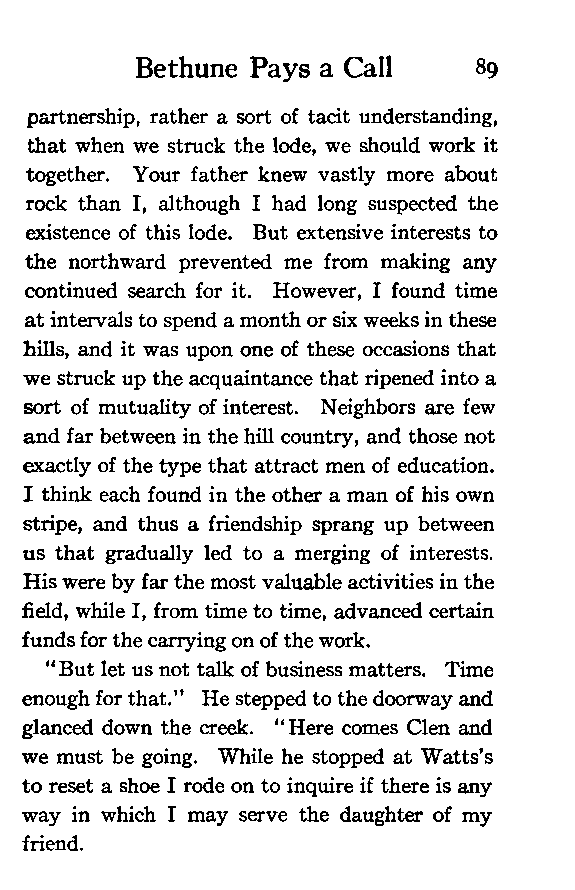 Bethune Pays a Call 89
partnership, rather a sort of tacit understanding,
that when we struck the lode, we should work it
together. Your father knew vastly more about
rock than I, although I had long suspected the
existence of this lode. But extensive interests to
the northward prevented me from making any
continued search for it. However, I found time
at intervals to spend a month or six weeks in these
hills, and it was upon one of these occasions that
we struck up the acquaintance that ripened into a
sort of mutuality of interest. Neighbors are few
and far between in the hill country, and those not
exactly of the type that attract men of education.
I think each found in the other a man of his own
stripe, and thus a friendship sprang up between
us that gradually led to a merging of interests.
His were by far the most valuable activities in the
field, while I, from time to time, advanced certain
funds for the carrying on of the work.
"But let us not talk of business matters. Time
enough for that." He stepped to the doorway and
glanced down the creek. "Here comes Clen and
we must be going. While he stopped at Watts's
to reset a shoe I rode on to inquire if there is any
way in which I may serve the daughter of my
friend.